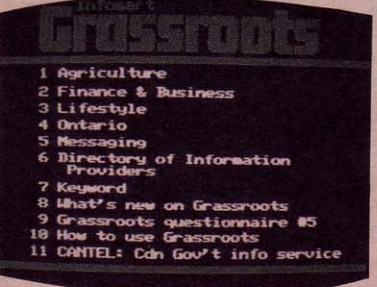 Infomart
Grassroots
1 Agriculture
2 Finance & Business
3 Lifestyle
4 Ontario
5 Messaging
6 Directory of Information
Providers
7 Keyword
8 What's new on Grassroots
9 Grassroots questionnaire #5
10 How to use Grassroots
11 CANTEL: Cdn Gov't info service